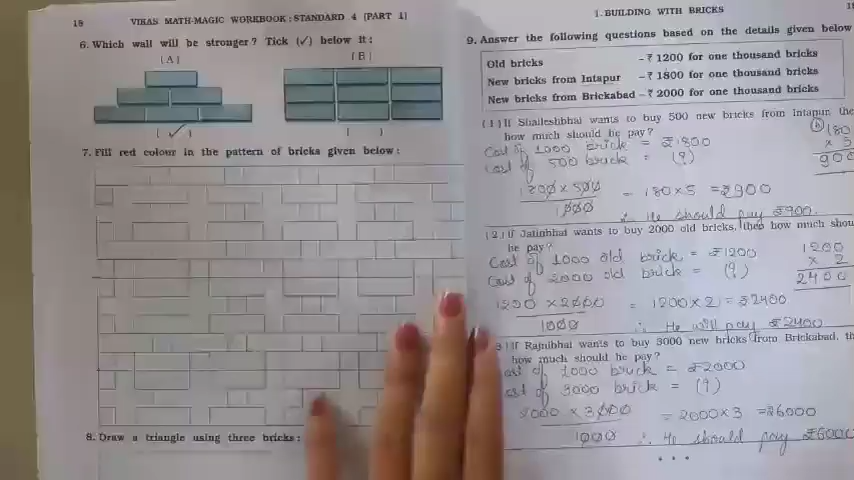 18
VIKAS MATH-MAGIC WORKBOOK : STANDARD 4 [PART 1]
6. Which wall will be stronger? Tick (✓) below it :
[A]
[B]
[ ✓ ]
[ ]
7. Fill red colour in the pattern of bricks given below :
8. Draw a triangle using three bricks :
1. BUILDING WITH BRICKS
9. Answer the following questions based on the details given below
Old bricks - ₹ 1200 for one thousand bricks
New bricks from Intapur - ₹ 1800 for one thousand bricks
New bricks from Brickabad - ₹ 2000 for one thousand bricks
(1) If Shaileshbhai wants to buy 500 new bricks from Intapur, the
how much should he pay?
Cost of 1000 brick = ₹1800
Cost of 500 brick = (?)
180
× 5
900
= 180×5 = ₹900
1000
∴ He should pay ₹900.
(2) If Jatinbhai wants to buy 2000 old bricks, then how much shou
he pay?
Cost of 1000 old brick = ₹1200
Cost of 2000 old brick = (?)
1200
× 2
2400
1200 × 2000 = 1200×2 = ₹2400
1000
∴ He will pay ₹2400
3) If Rajnibhai wants to buy 3000 new bricks from Brickabad, th
how much should he pay?
ost of 1000 brick = ₹2000
ost of 3000 brick = (?)
2000 × 3000 = 2000×3 = ₹6000
1000
∴ He should pay ₹6000